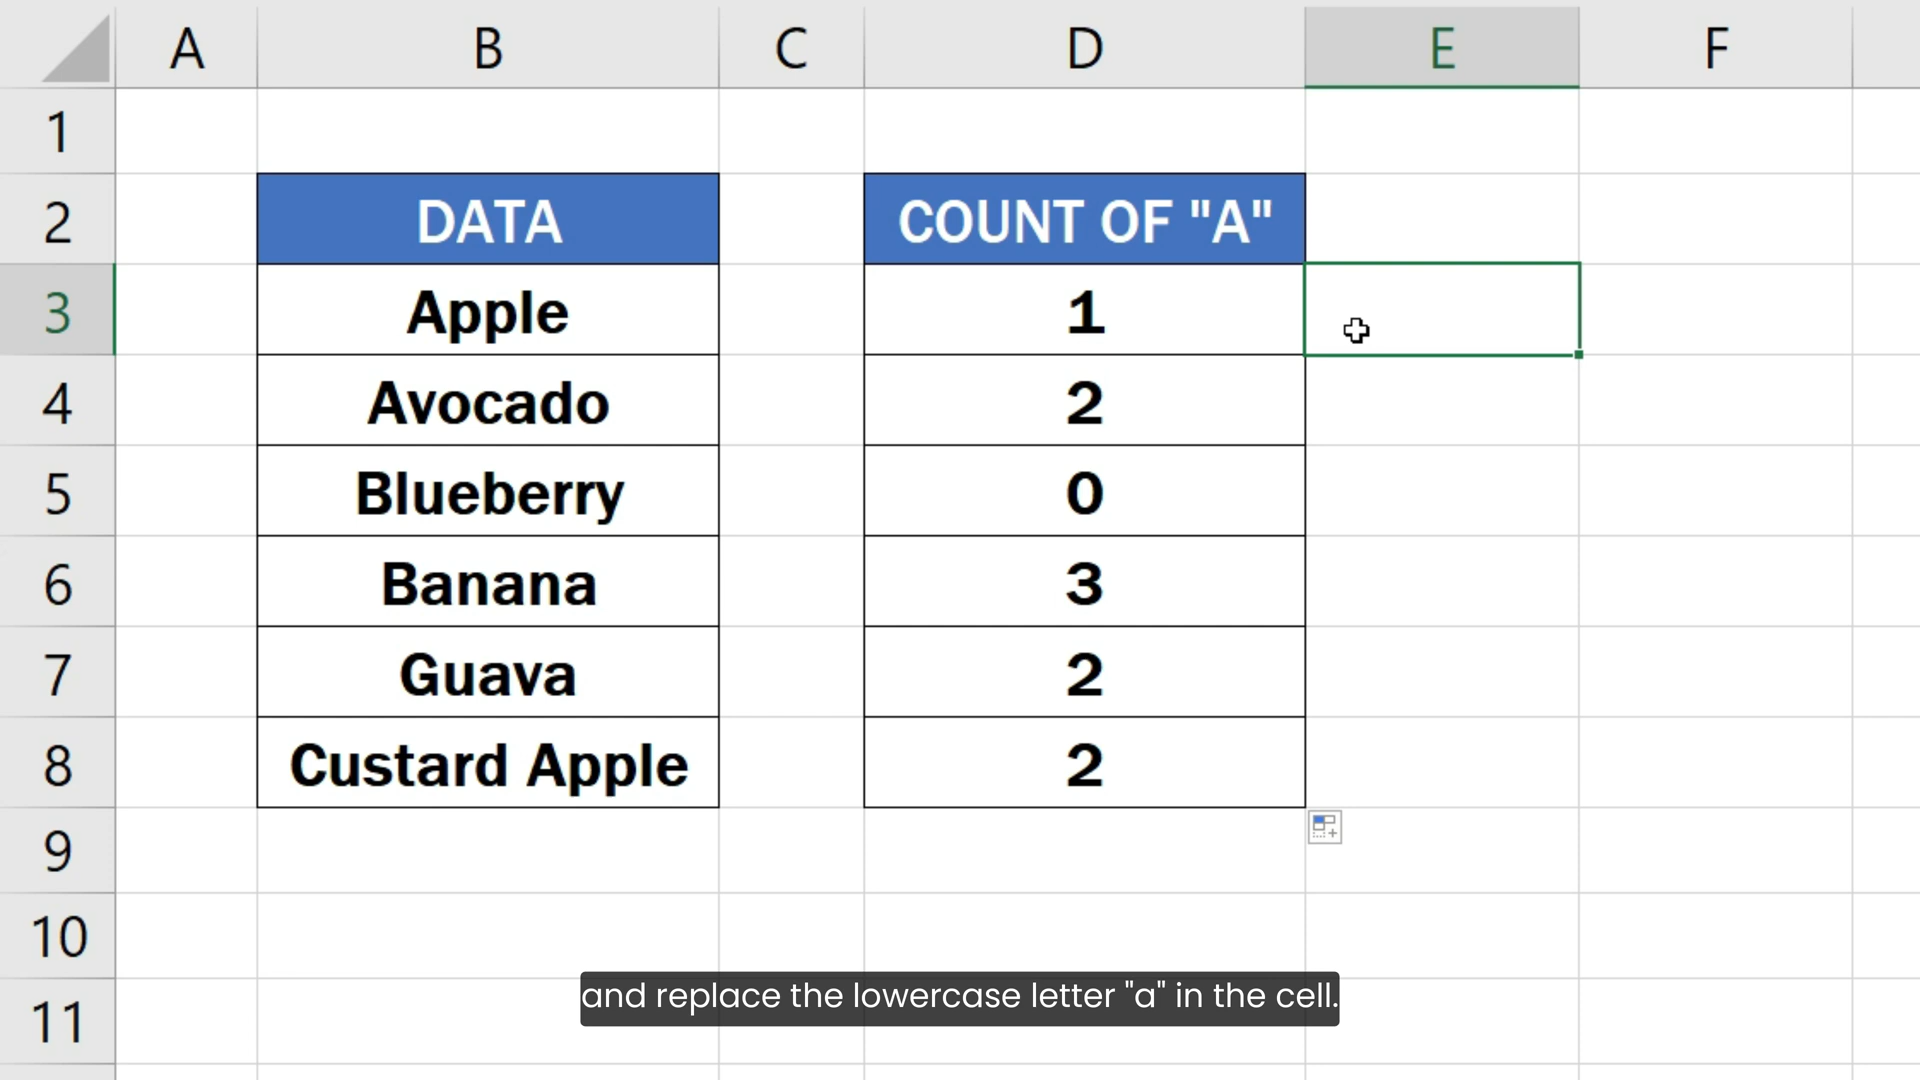 A B C D E F
1
2 DATA COUNT OF "A"
3 Apple 1
4 Avocado 2
5 Blueberry 0
6 Banana 3
7 Guava 2
8 Custard Apple 2
9
10
11
and replace the lowercase letter "a" in the cell.